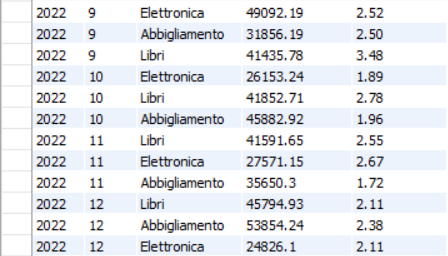 2022 9 Elettronica 49092.19 2.52
2022 9 Abbigliamento 31856.19 2.50
2022 9 Libri 41435.78 3.48
2022 10 Elettronica 26153.24 1.89
2022 10 Libri 41852.71 2.78
2022 10 Abbigliamento 45882.92 1.96
2022 11 Libri 41591.65 2.55
2022 11 Elettronica 27571.15 2.67
2022 11 Abbigliamento 35650.3 1.72
2022 12 Libri 45794.93 2.11
2022 12 Abbigliamento 53854.24 2.38
2022 12 Elettronica 24826.1 2.11